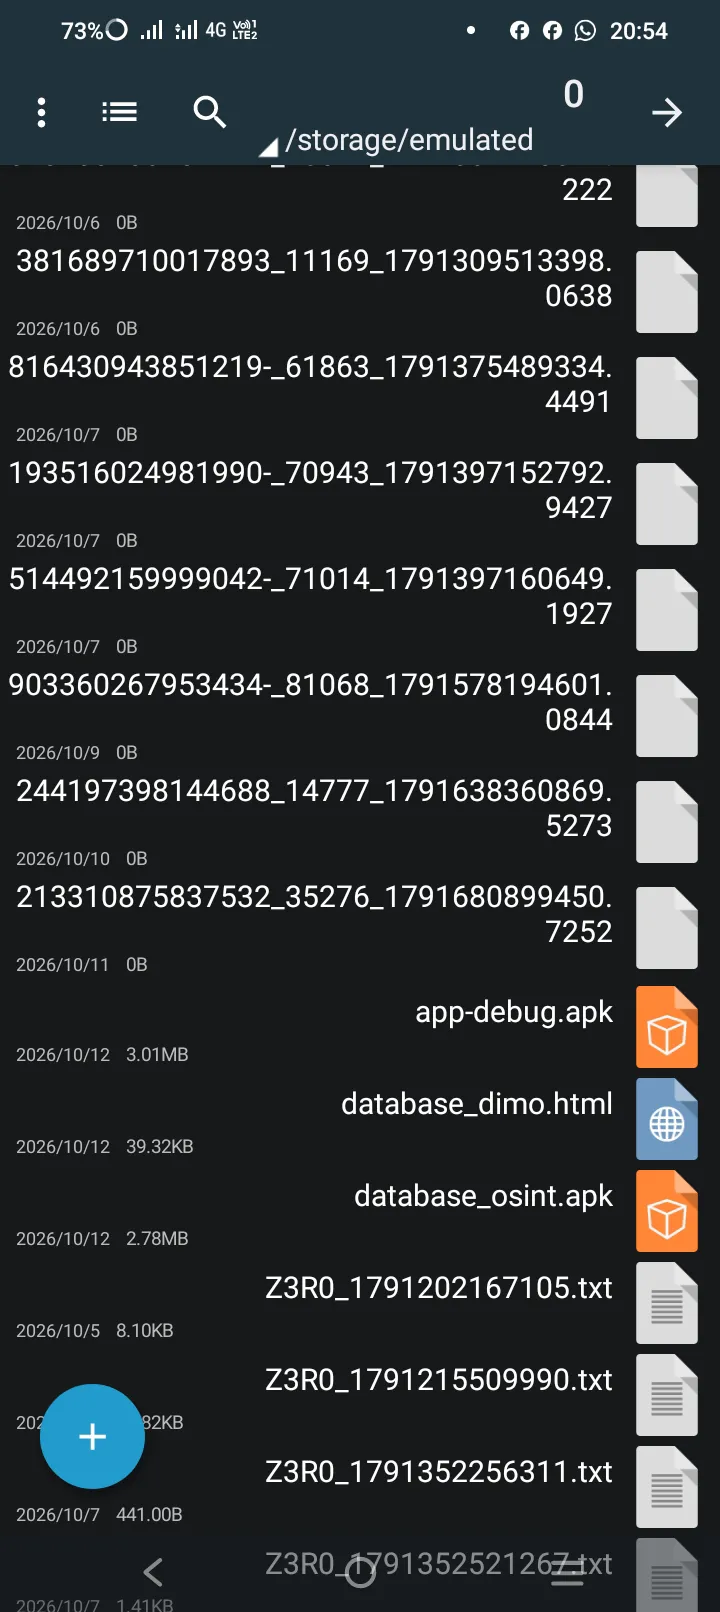 73% 4G Vo)) 1 LTE2 20:54
0
/storage/emulated
222
2026/10/6 0B
381689710017893_11169_1791309513398.
0638
2026/10/6 0B
816430943851219-_61863_1791375489334.
4491
2026/10/7 0B
193516024981990-_70943_1791397152792.
9427
2026/10/7 0B
514492159999042-_71014_1791397160649.
1927
2026/10/7 0B
903360267953434-_81068_1791578194601.
0844
2026/10/9 0B
244197398144688_14777_1791638360869.
5273
2026/10/10 0B
213310875837532_35276_1791680899450.
7252
2026/10/11 0B
app-debug.apk
2026/10/12 3.01MB
database_dimo.html
2026/10/12 39.32KB
database_osint.apk
2026/10/12 2.78MB
Z3R0_1791202167105.txt
2026/10/5 8.10KB
Z3R0_1791215509990.txt
82KB
Z3R0_1791352256311.txt
2026/10/7 441.00B
Z3R0_1791352521267.txt
2026/10/7 1.41KB